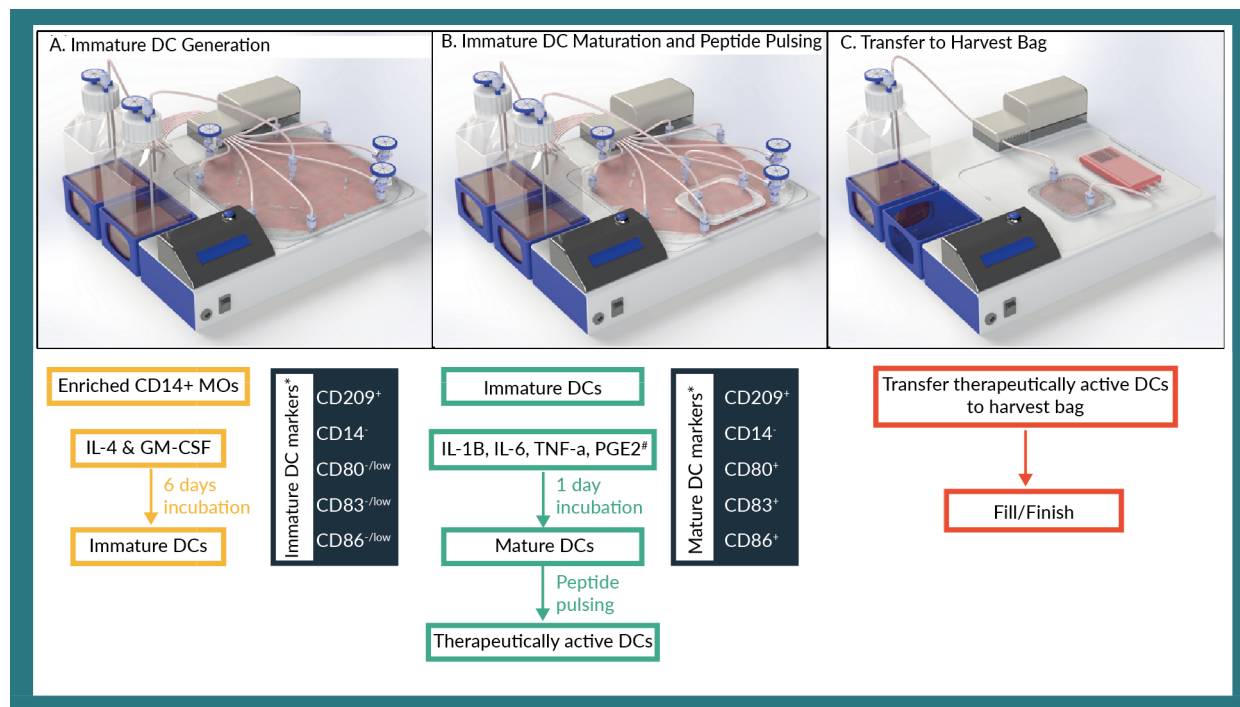 A. Immature DC Generation
B. Immature DC Maturation and Peptide Pulsing
C. Transfer to Harvest Bag
Enriched CD14+ MOs
IL-4 & GM-CSF
6 days
incubation
Immature DCs
Immature DC markers*
CD209⁺
CD14⁻
CD80⁻/ˡᵒʷ
CD83⁻/ˡᵒʷ
CD86⁻/ˡᵒʷ
Immature DCs
IL-1B, IL-6, TNF-a, PGE2#
1 day
incubation
Mature DCs
Peptide
pulsing
Therapeutically active DCs
Mature DC markers*
CD209⁺
CD14⁻
CD80⁺
CD83⁺
CD86⁺
Transfer therapeutically active DCs
to harvest bag
Fill/Finish